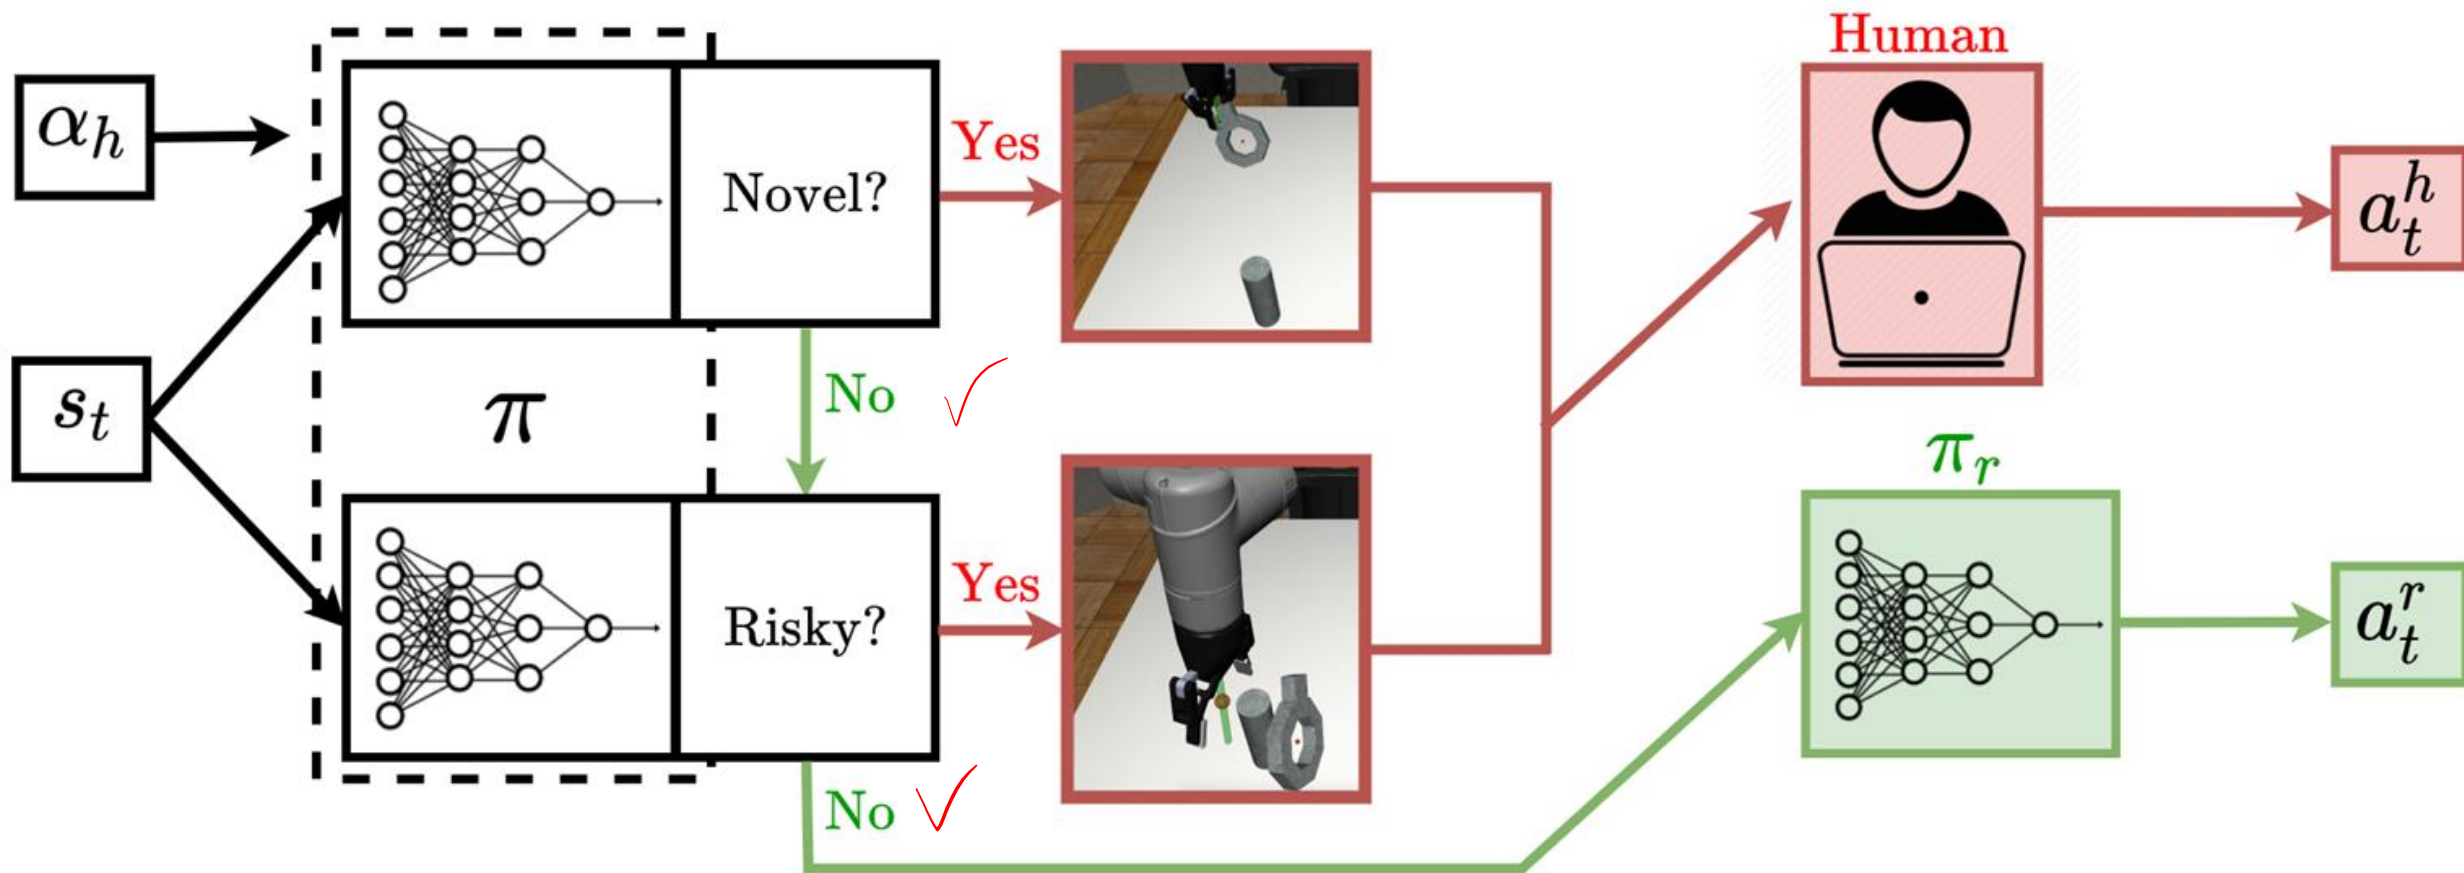 Human
α_h
Yes
Novel?
a_t^h
s_t
π
No
π_r
Yes
Risky?
a_t^r
No